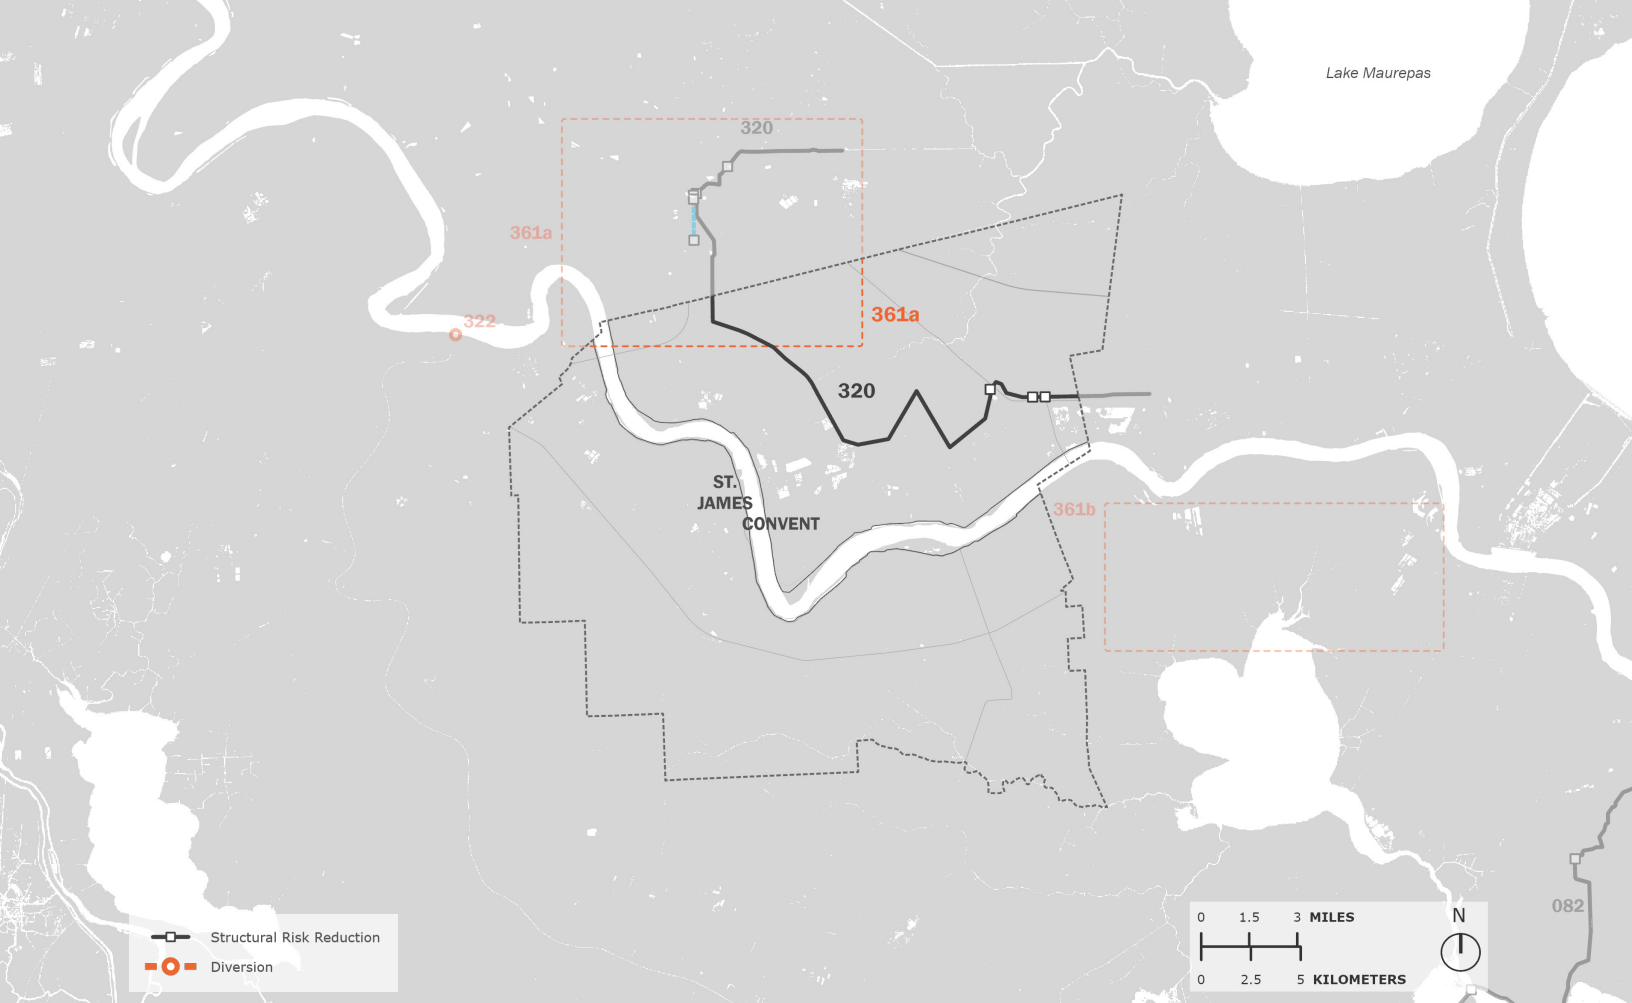 Lake Maurepas
320
361a
361a
322
320
ST.
JAMES
CONVENT
361b
082
Structural Risk Reduction
Diversion
0 1.5 3 MILES
0 2.5 5 KILOMETERS
N